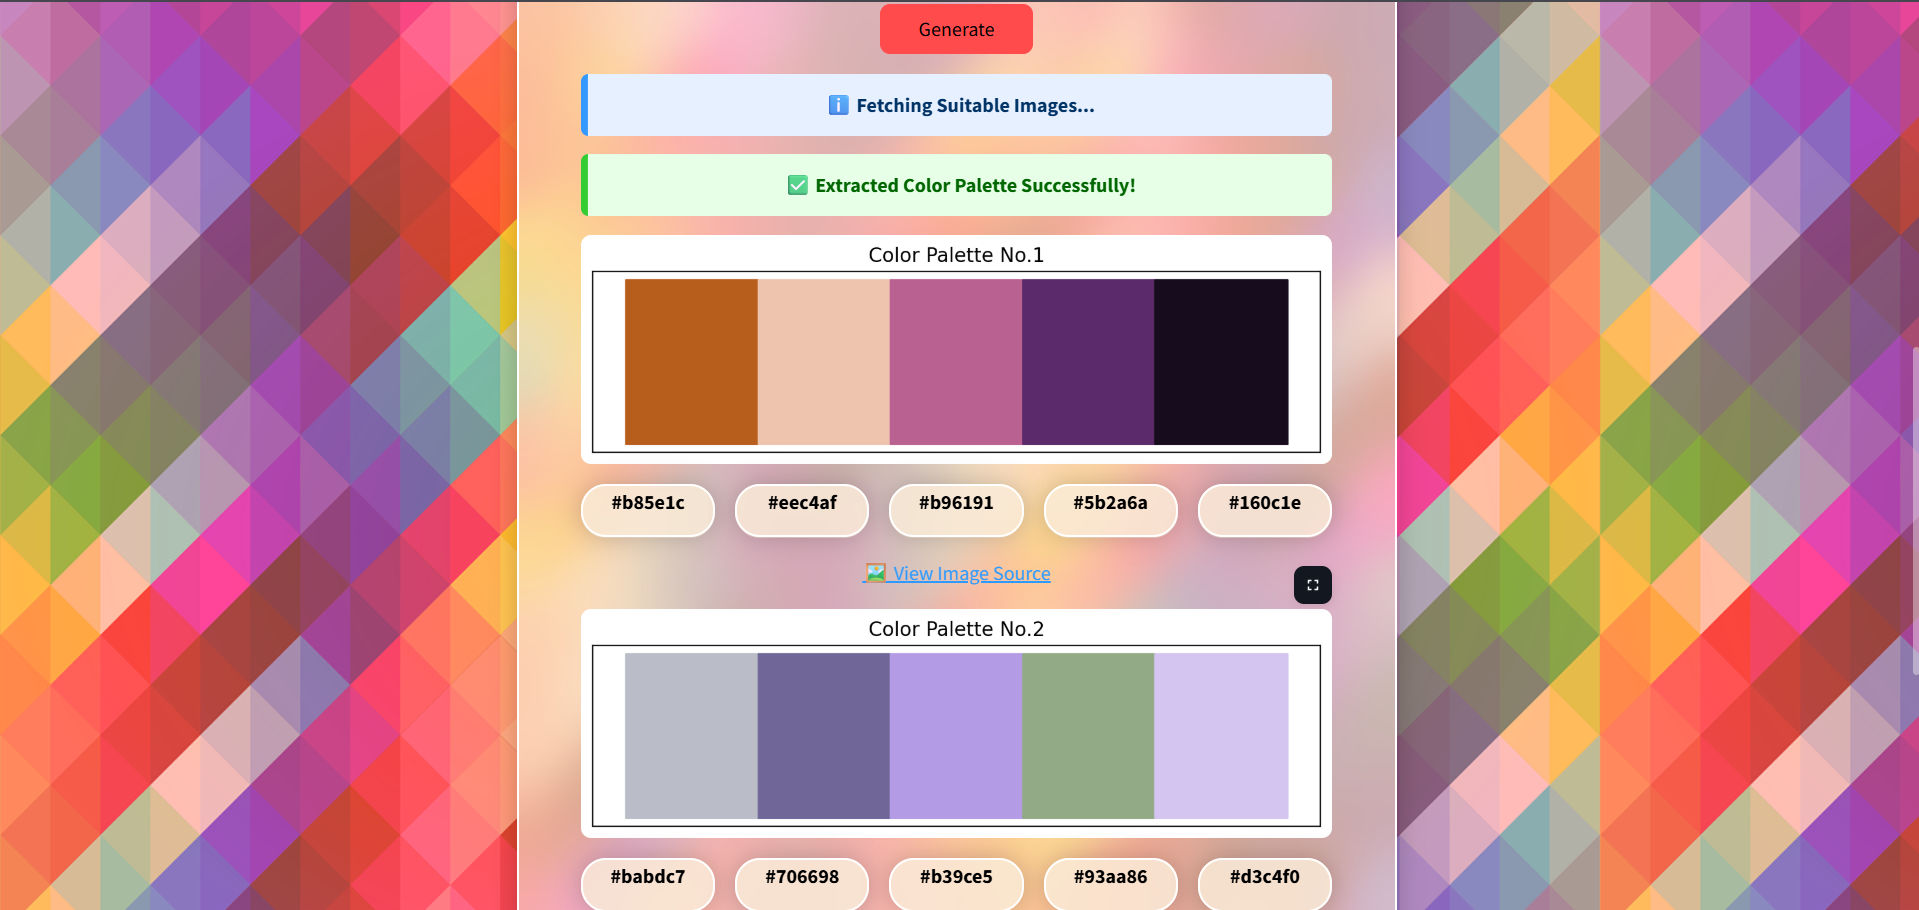 Generate
ℹ️ Fetching Suitable Images...
✅ Extracted Color Palette Successfully!
Color Palette No.1
#b85e1c #eec4af #b96191 #5b2a6a #160c1e
🖼️ View Image Source
Color Palette No.2
#babdc7 #706698 #b39ce5 #93aa86 #d3c4f0